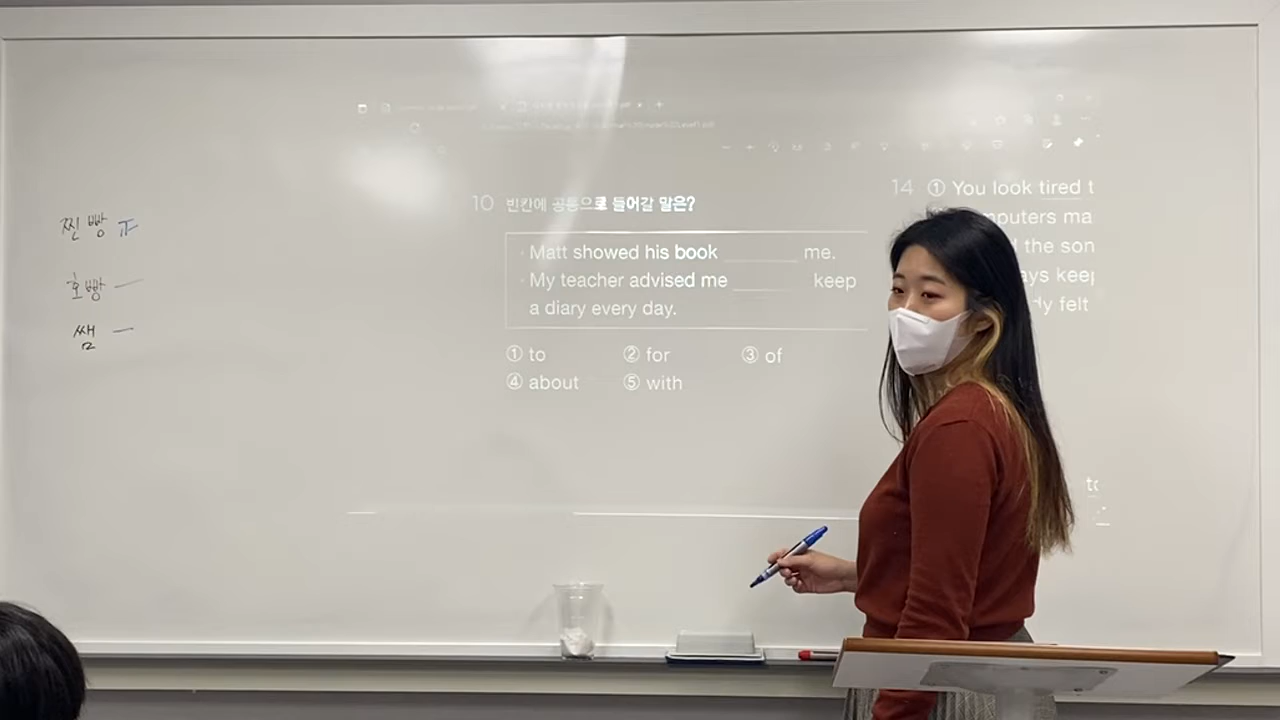 찐빵
호빵
쌤
10 빈칸에 공통으로 들어갈 말은?
· Matt showed his book ______ me.
· My teacher advised me ______ keep
a diary every day.
① to ② for ③ of
④ about ⑤ with
14 ① You look tired t
mputers ma
the son
ays keep
dy felt
to